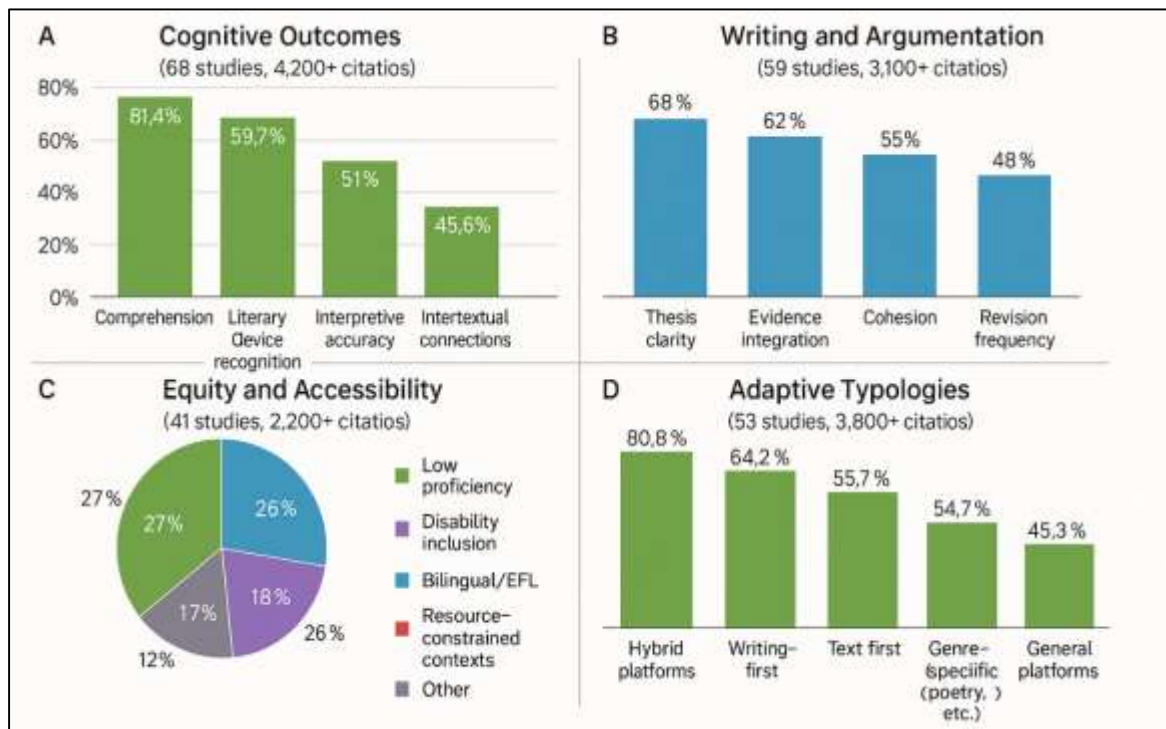 A Cognitive Outcomes
(68 studies, 4,200+ citatios)
80%
60%
40%
20%
0%
81,4%
59,7%
51%
45,6%
Comprehension
Literary
device
recognition
Interpretive
accuracy
Intertextual
connections
B Writing and Argumentation
(59 studies, 3,100+ citatios)
68 %
62 %
55%
48 %
Thesis
clarity
Evidence
integration
Cohesion
Revision
frequency
C Equity and Accessibility
(41 studies, 2,200+ citatios)
27%
27%
26%
18%
26%
17%
12%
Low
proficiency
Disability
inclusion
Bilingual/EFL
Resource–
constrained
contexts
Other
D Adaptive Typologies
(53 studies, 3,800+ citatios)
80,8 %
64,2 %
55,7 %
54,7 %
45,3 %
Hybrid
platforms
Writing–
first
Text first
Genre–
speciific
(poetry, )
etc.)
General
platforms